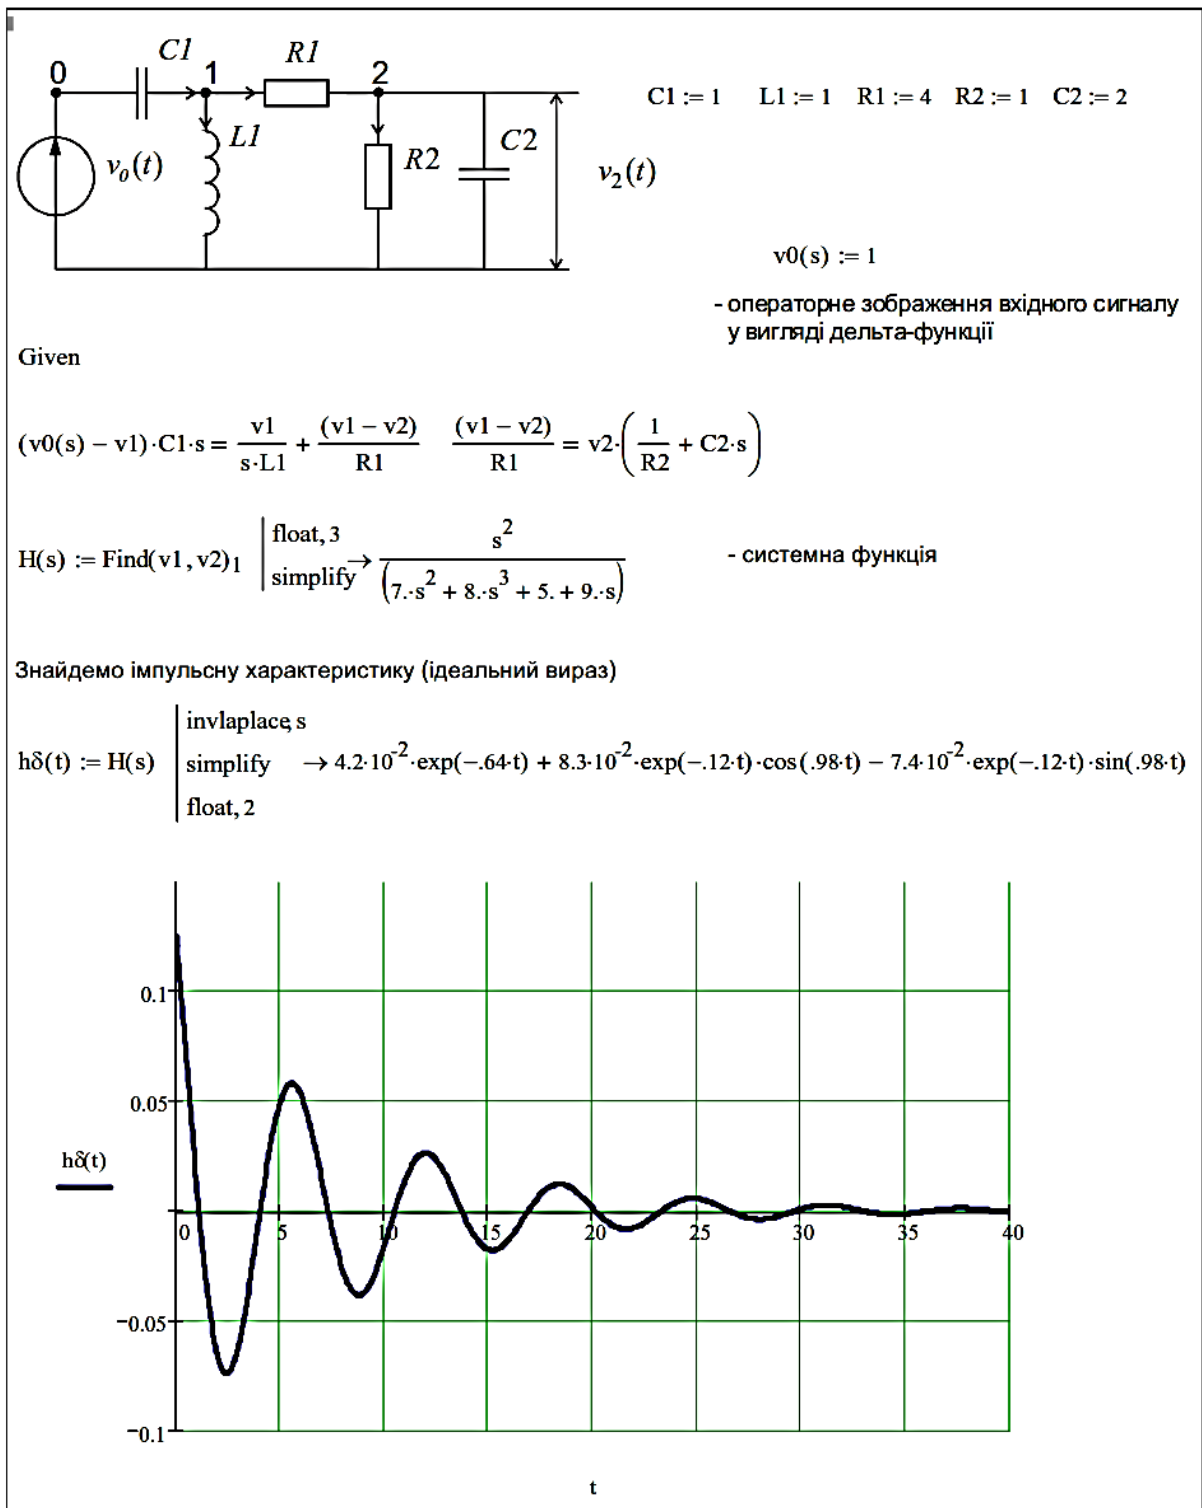 C1 R1
0 1 2
C1 := 1 L1 := 1 R1 := 4 R2 := 1 C2 := 2
L1 R2 C2
v₀(t) v₂(t)
v0(s) := 1
- операторне зображення вхідного сигналу
у вигляді дельта-функції
Given
(v0(s) − v1)·C1·s = v1/(s·L1) + (v1 − v2)/R1 (v1 − v2)/R1 = v2·(1/R2 + C2·s)
H(s) := Find(v1, v2)₁ | float, 3 simplify → s²/(7.·s² + 8.·s³ + 5. + 9.·s) - системна функція
Знайдемо імпульсну характеристику (ідеальний вираз)
hδ(t) := H(s) | invlaplace, s simplify float, 2 → 4.2·10⁻²·exp(−.64·t) + 8.3·10⁻²·exp(−.12·t)·cos(.98·t) − 7.4·10⁻²·exp(−.12·t)·sin(.98·t)
0.1
0.05
hδ(t)
0 5 10 15 20 25 30 35 40
−0.05
−0.1
t